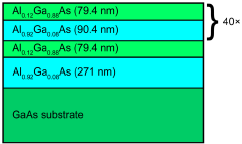 Al₀.₁₂Ga₀.₈₈As (79.4 nm)
Al₀.₉₂Ga₀.₀₈As (90.4 nm)
40×
Al₀.₁₂Ga₀.₈₈As (79.4 nm)
Al₀.₉₂Ga₀.₀₈As (271 nm)
GaAs substrate